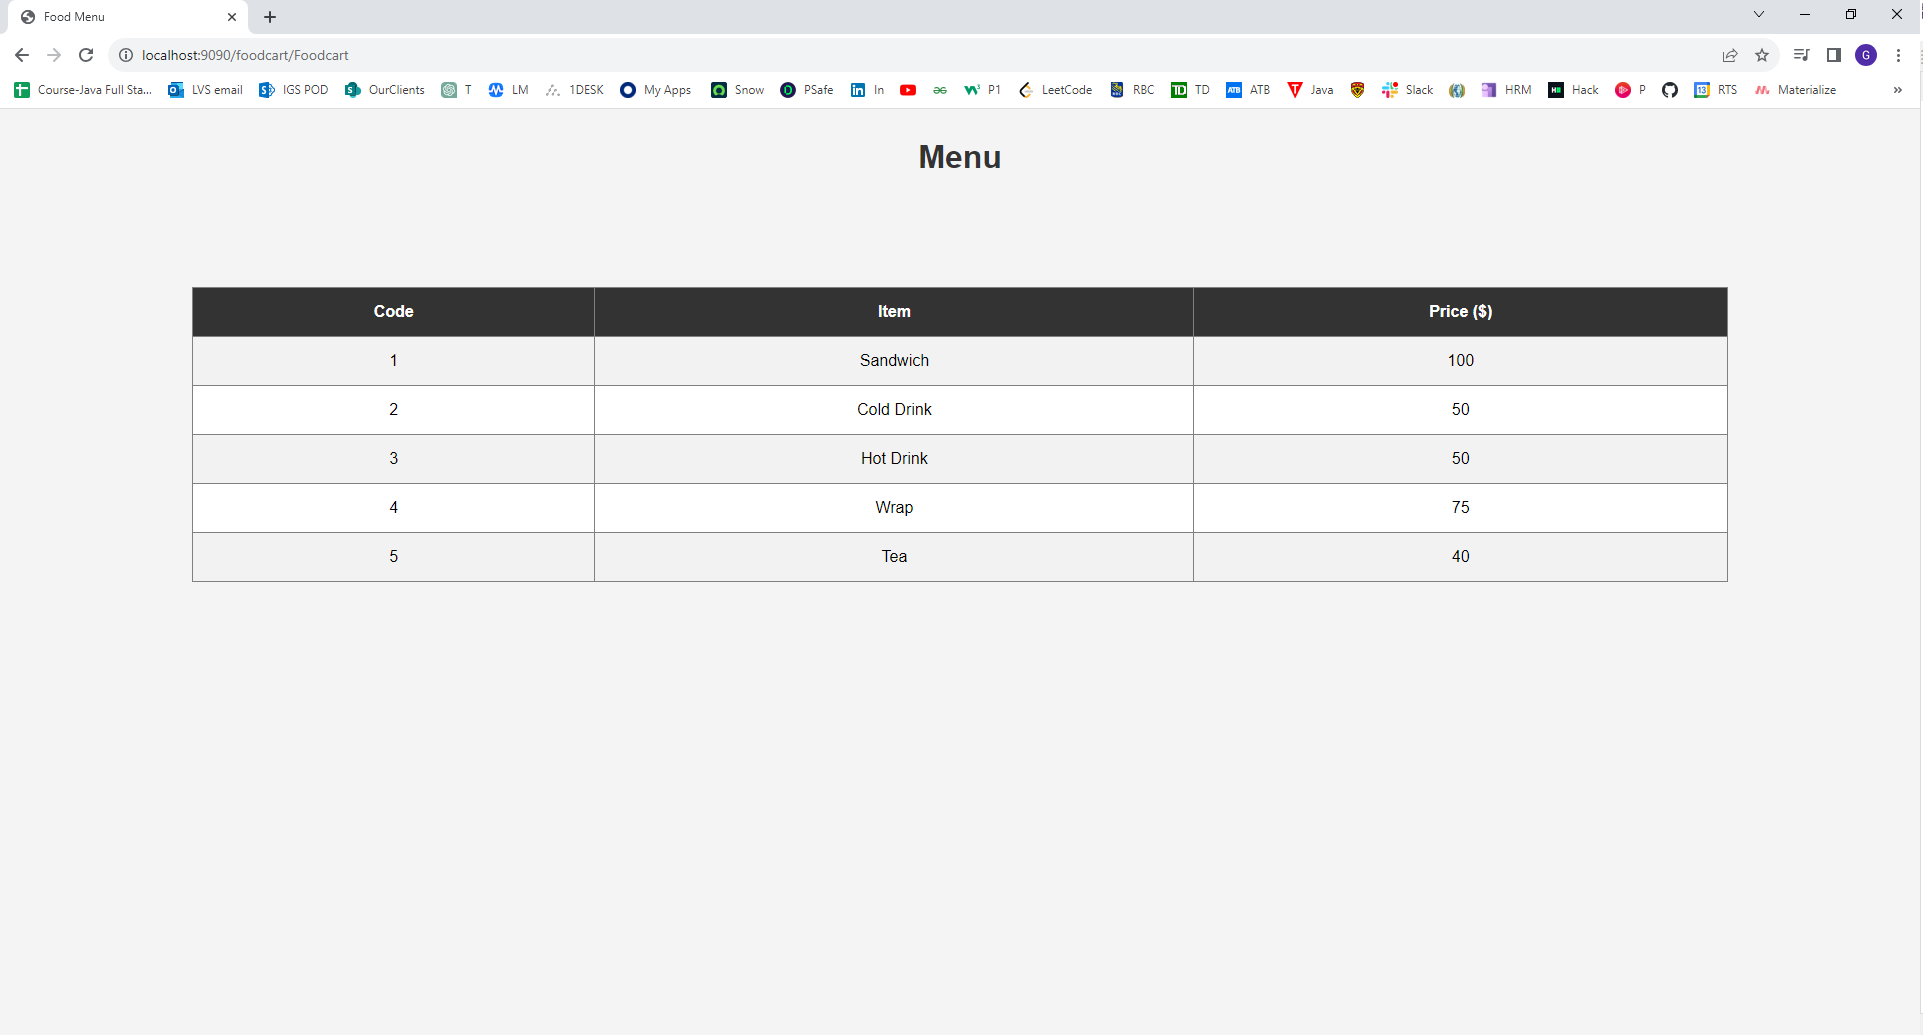 Food Menu
localhost:9090/foodcart/Foodcart
G
Course-Java Full Sta... LVS email IGS POD OurClients T LM 1DESK My Apps Snow PSafe In YouTube P1 LeetCode RBC TD ATB Java Slack HRM Hack P RTS Materialize »
Menu
Code Item Price ($)
1 Sandwich 100
2 Cold Drink 50
3 Hot Drink 50
4 Wrap 75
5 Tea 40